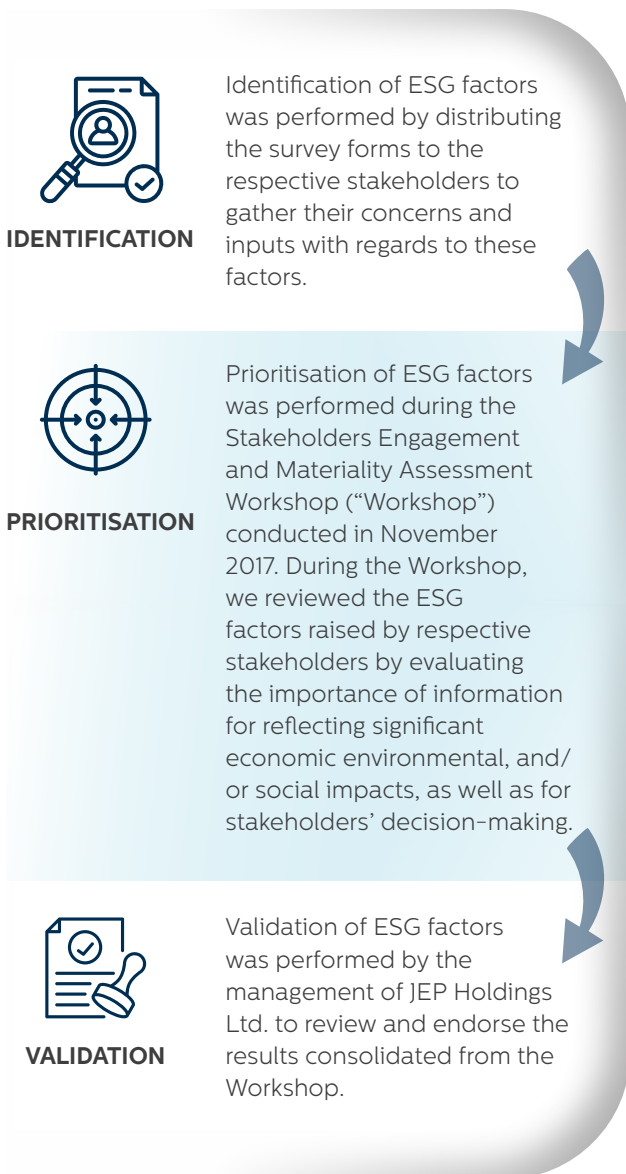 Identification of ESG factors
was performed by distributing
the survey forms to the
respective stakeholders to
gather their concerns and
inputs with regards to these
factors.
IDENTIFICATION
Prioritisation of ESG factors
was performed during the
Stakeholders Engagement
and Materiality Assessment
Workshop (“Workshop”)
conducted in November
2017. During the Workshop,
we reviewed the ESG
factors raised by respective
stakeholders by evaluating
the importance of information
for reflecting significant
economic environmental, and/
or social impacts, as well as for
stakeholders’ decision-making.
PRIORITISATION
Validation of ESG factors
was performed by the
management of JEP Holdings
Ltd. to review and endorse the
results consolidated from the
Workshop.
VALIDATION